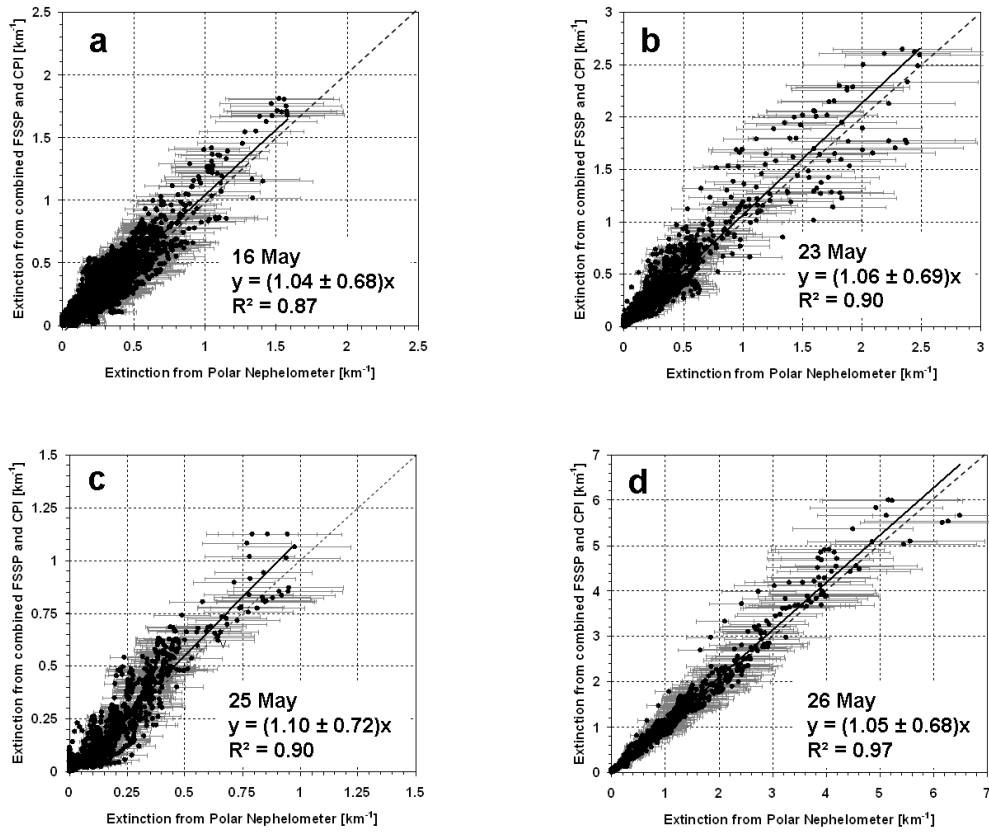 a
Extinction from combined FSSP and CPI [km⁻¹]
2.5
2
1.5
1
0.5
0
16 May
y = (1.04 ± 0.68)x
R² = 0.87
0 0.5 1 1.5 2 2.5
Extinction from Polar Nephelometer [km⁻¹]
b
Extinction from combined FSSP and CPI [km⁻¹]
3
2.5
2
1.5
1
0.5
0
23 May
y = (1.06 ± 0.69)x
R² = 0.90
0 0.5 1 1.5 2 2.5 3
Extinction from Polar Nephelometer [km⁻¹]
c
Extinction from combined FSSP and CPI [km⁻¹]
1.5
1.25
1
0.75
0.5
0.25
0
25 May
y = (1.10 ± 0.72)x
R² = 0.90
0 0.25 0.5 0.75 1 1.25 1.5
Extinction from Polar Nephelometer [km⁻¹]
d
Extinction from combined FSSP and CPI [km⁻¹]
7
6
5
4
3
2
1
0
26 May
y = (1.05 ± 0.68)x
R² = 0.97
0 1 2 3 4 5 6 7
Extinction from Polar Nephelometer [km⁻¹]